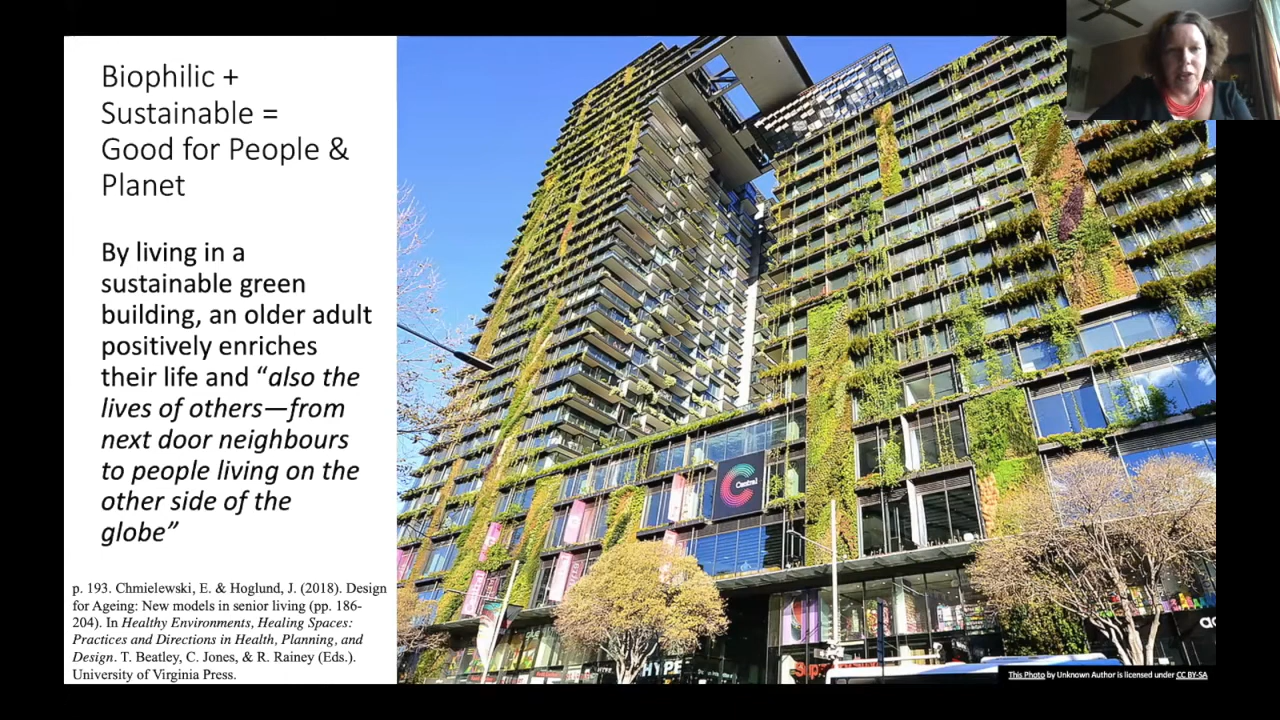 Biophilic +
Sustainable =
Good for People &
Planet
By living in a
sustainable green
building, an older adult
positively enriches
their life and “also the
lives of others—from
next door neighbours
to people living on the
other side of the
globe”
p. 193. Chmielewski, E. & Hoglund, J. (2018). Design
for Ageing: New models in senior living (pp. 186-
204). In Healthy Environments, Healing Spaces:
Practices and Directions in Health, Planning, and
Design. T. Beatley, C. Jones, & R. Rainey (Eds.).
University of Virginia Press.
Central
HYPE
This Photo by Unknown Author is licensed under CC BY-SA